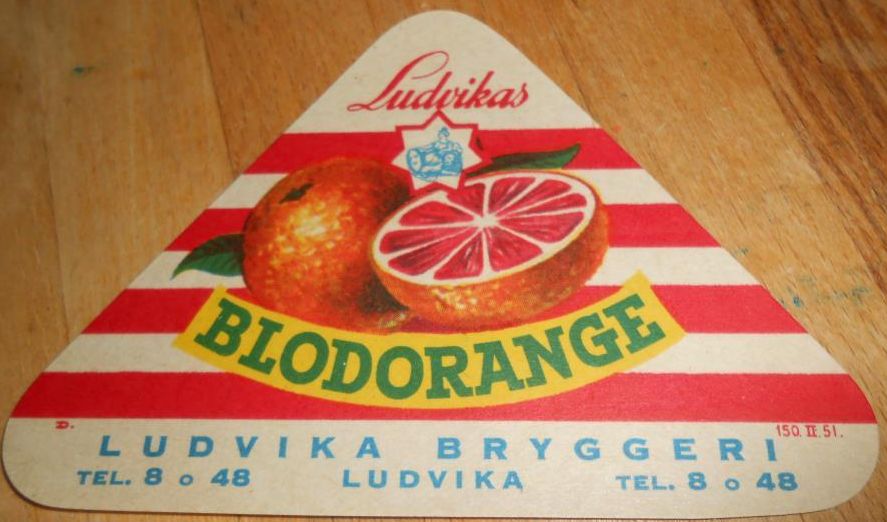 Ludvikas
BLODORANGE
D.
150. II. 51.
LUDVIKA BRYGGERI
TEL. 8 o 48 LUDVIKA TEL. 8 o 48